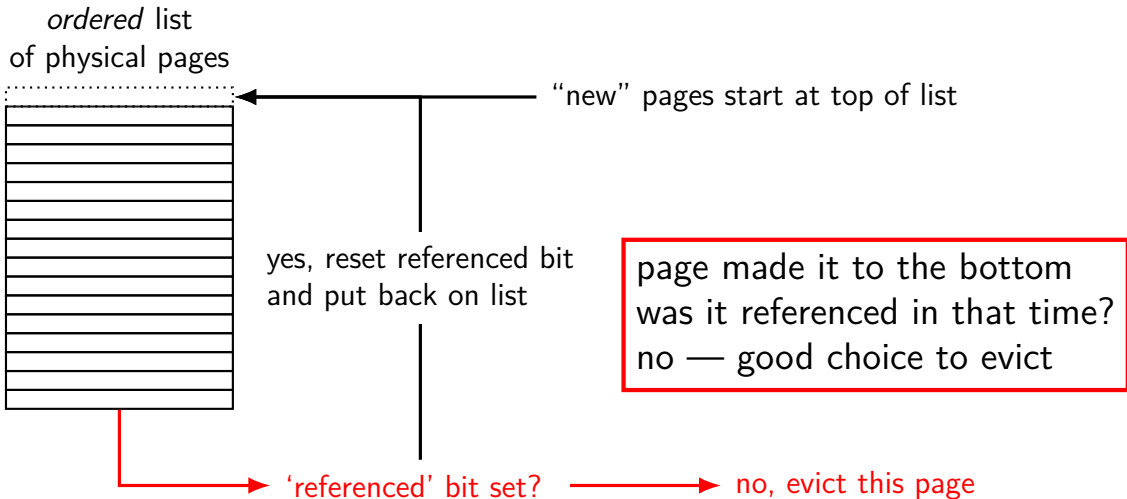 ordered list
of physical pages
“new” pages start at top of list
yes, reset referenced bit
and put back on list
page made it to the bottom
was it referenced in that time?
no — good choice to evict
‘referenced’ bit set?
no, evict this page